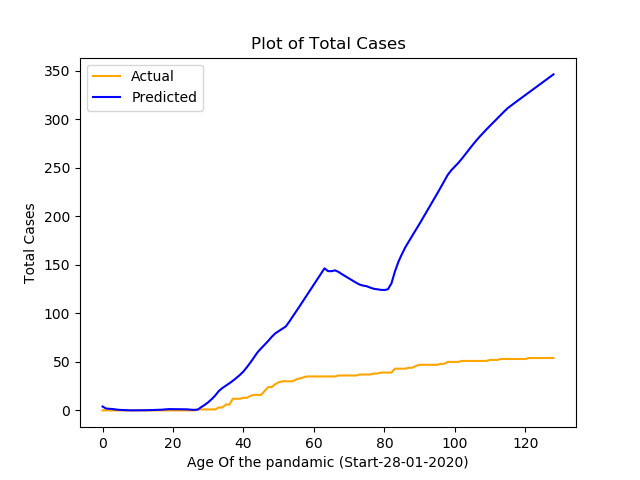 Plot of Total Cases
Actual
Predicted
350
300
250
200
150
100
50
0
Total Cases
0 20 40 60 80 100 120
Age Of the pandamic (Start-28-01-2020)